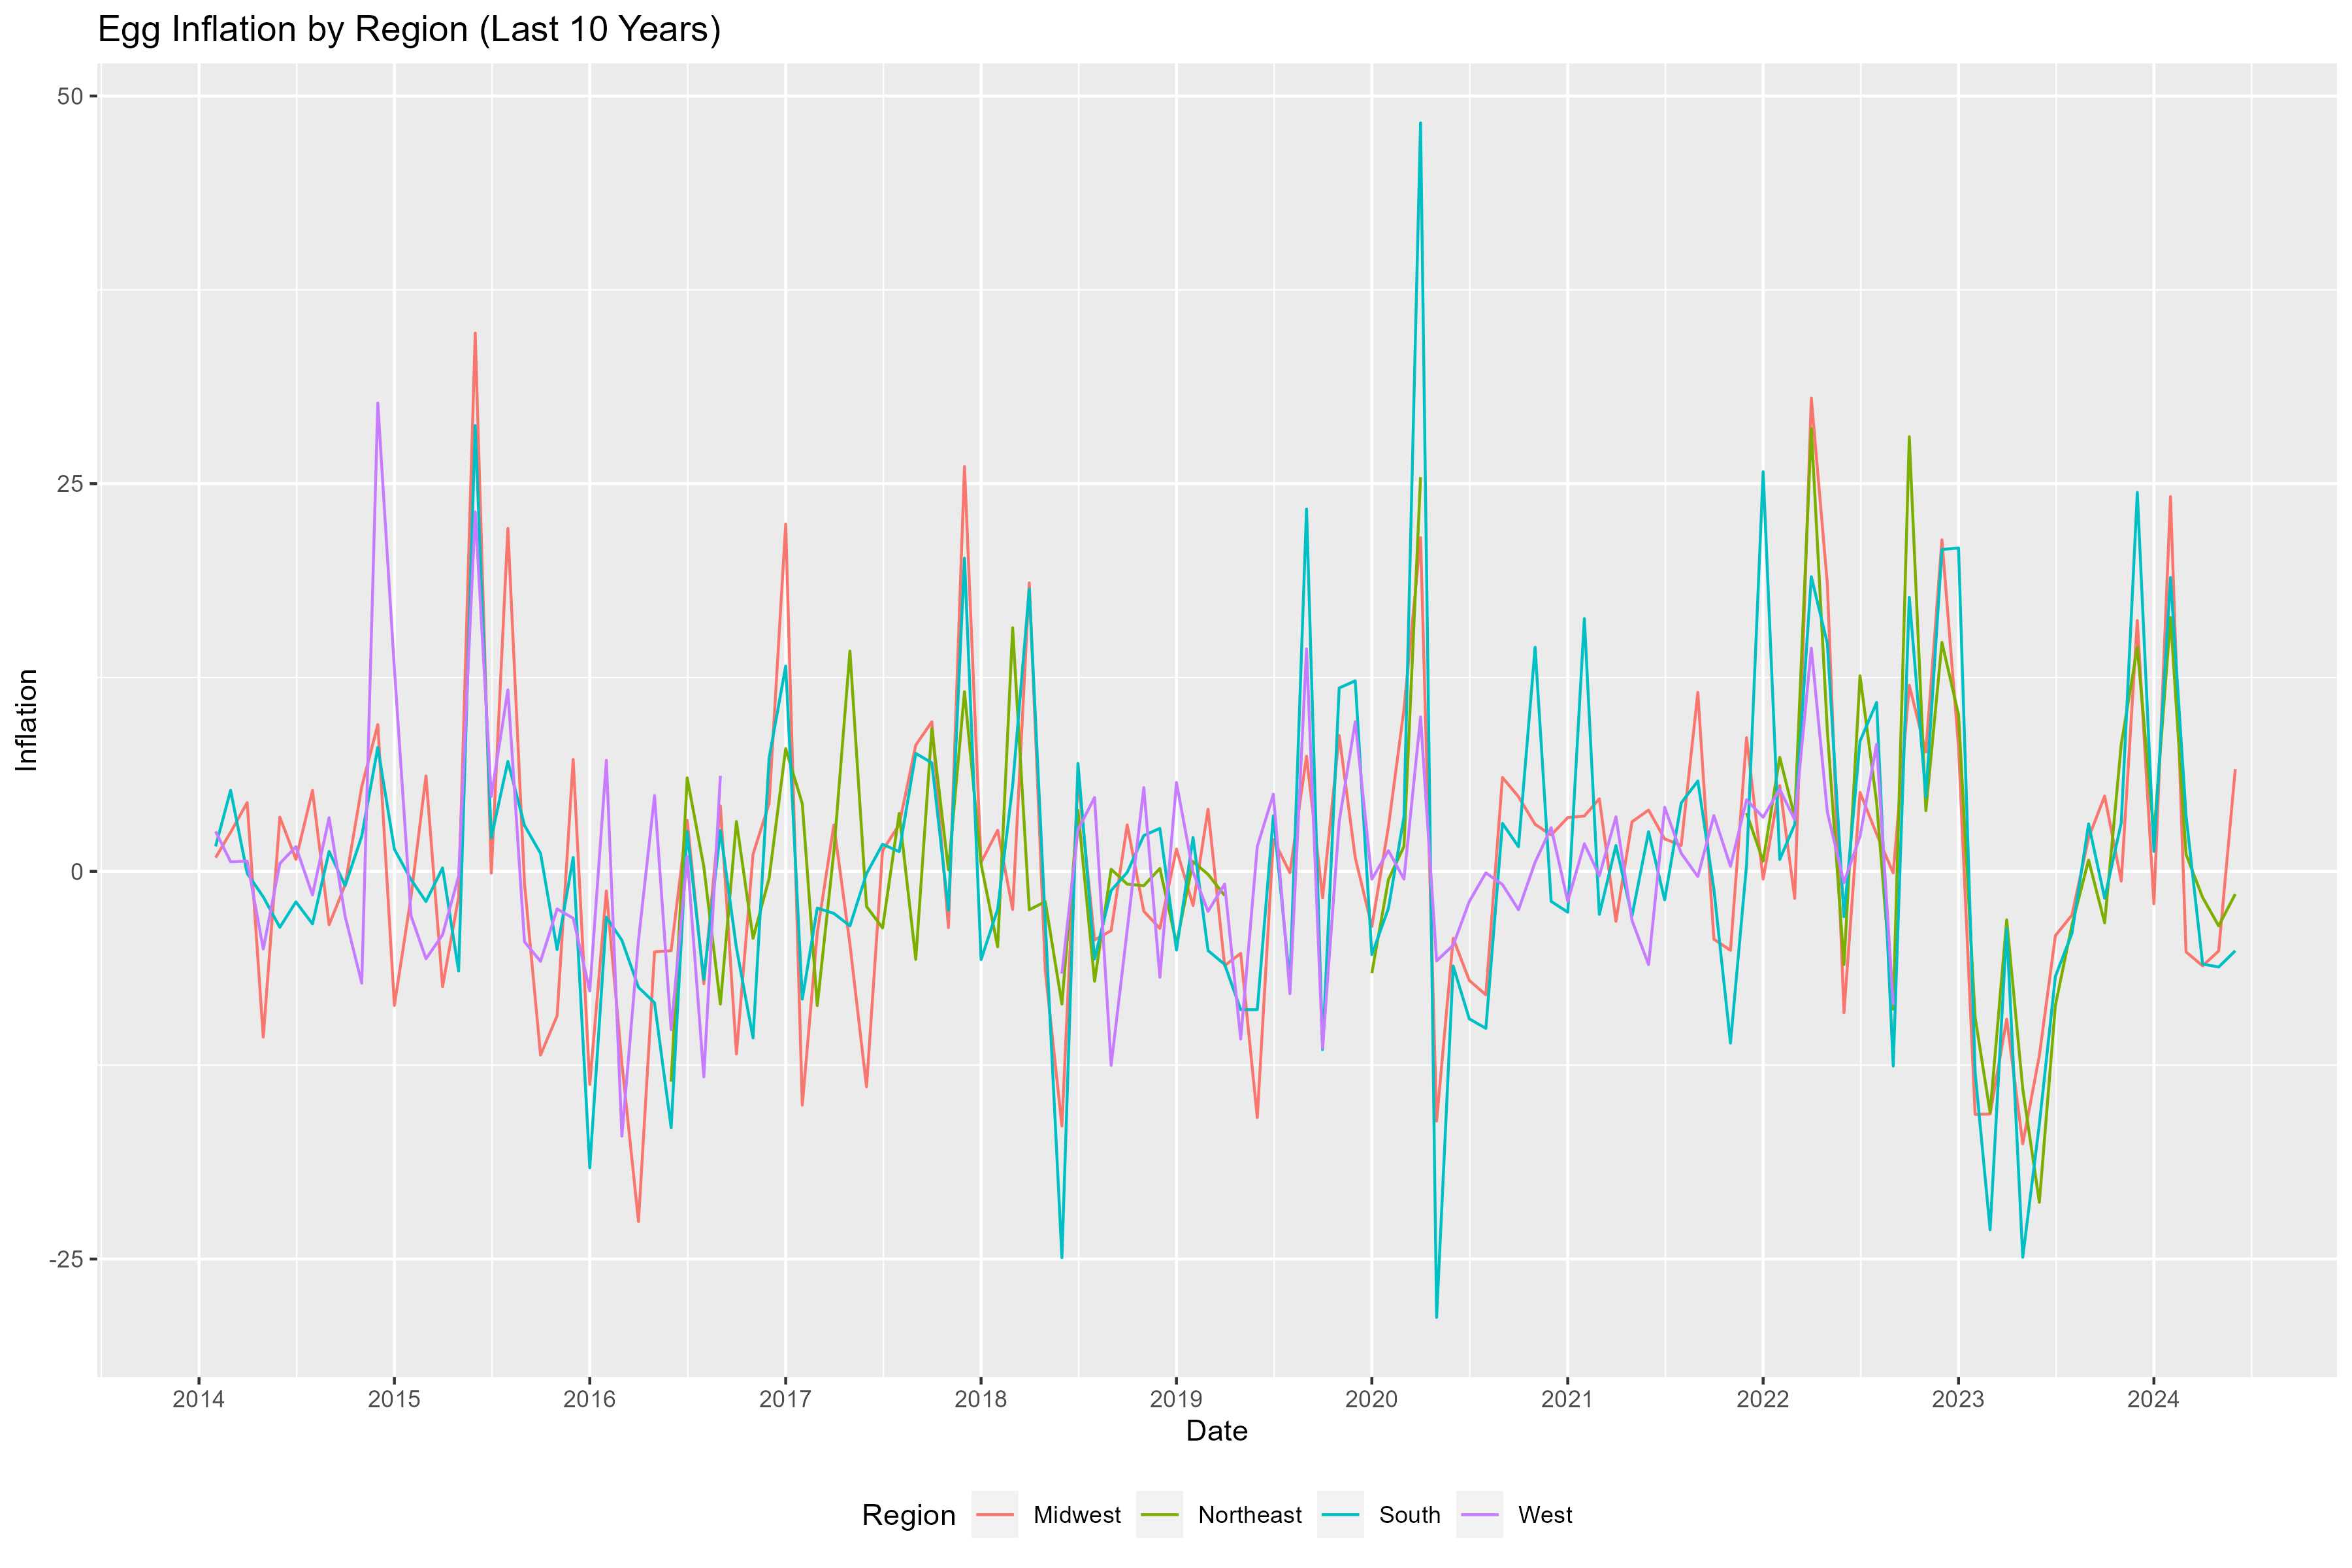 Egg Inflation by Region (Last 10 Years)
50
25
0
-25
Inflation
2014 2015 2016 2017 2018 2019 2020 2021 2022 2023 2024
Date
Region Midwest Northeast South West